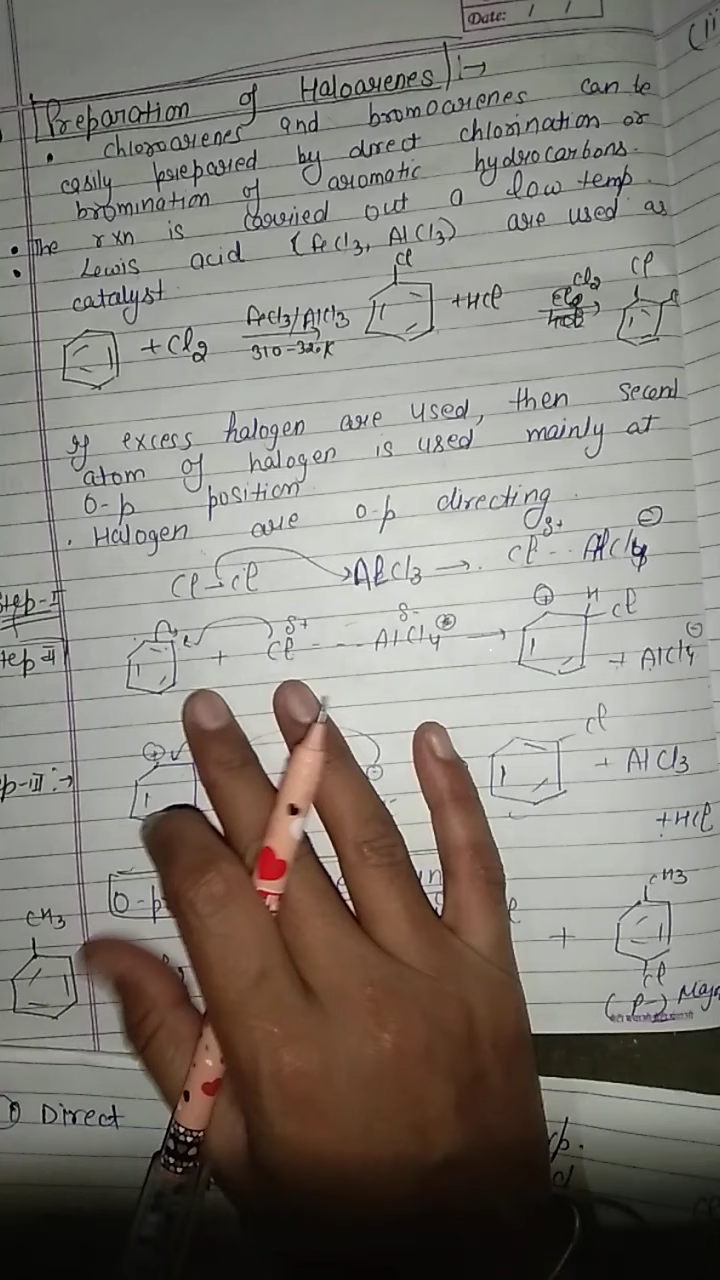 Date: / /
(ii
Preparation of Haloarenes :→
• Chloroarenes and bromoarenes can be
easily prepared by direct chlorination or
bromination of aromatic hydrocarbons.
• The rxn is carried out a low temp.
• Lewis acid (FeCl3, AlCl3) are used as
catalyst.
Cl
Cl2
Cl
+ Cl2
FeCl3/AlCl3
+HCl
310-320K
If excess halogen are used, then second
atom of halogen is used mainly at
O-p position.
• Halogen are o-p directing.
Cl-Cl AlCl3 → Cl δ+ -- AlCl4 ⊖
Step-I
Step-II
+ Cl δ+ --- AlCl4 δ- → ⊕ H Cl + AlCl4 ⊖
p-III :→
⊕
Cl
+ AlCl3
+HCl
O-p
CH3
+
CH3
Cl
(P-) Majo
बेटी बचाओ बेटी पढ़ाओ
Direct